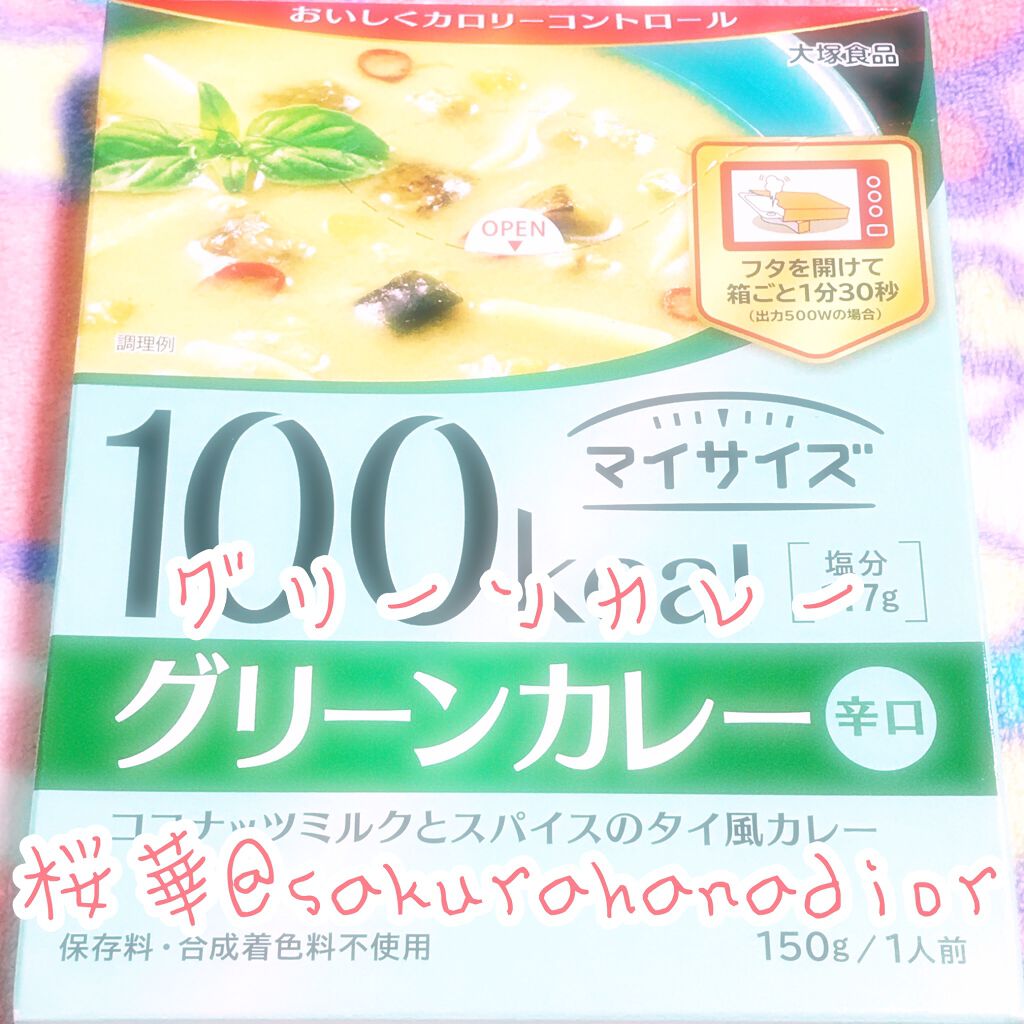 おいしくカロリーコントロール
大塚食品
OPEN
フタを開けて
箱ごと1分30秒
(出力500Wの場合)
調理例
100kcal
マイサイズ
塩分
7g
グリーンカレー
グリーンカレー
辛口
ココナッツミルクとスパイスのタイ風カレー
桜華@sakurahanadior
保存料・合成着色料不使用
150g/1人前